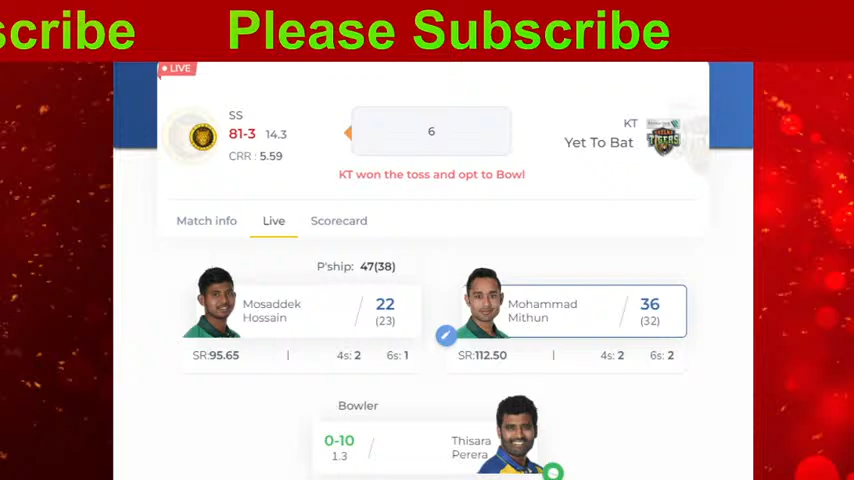 scribe Please Subscribe
LIVE
SS
81-3 14.3
CRR : 5.59
6
KT
Yet To Bat
TIGERS
KT won the toss and opt to Bowl
Match info Live Scorecard
P'ship: 47(38)
Mosaddek
Hossain
22
(23)
SR:95.65 | 4s: 2 6s: 1
Mohammad
Mithun
36
(32)
SR:112.50 | 4s: 2 6s: 2
Bowler
0-10
1.3
Thisara
Perera